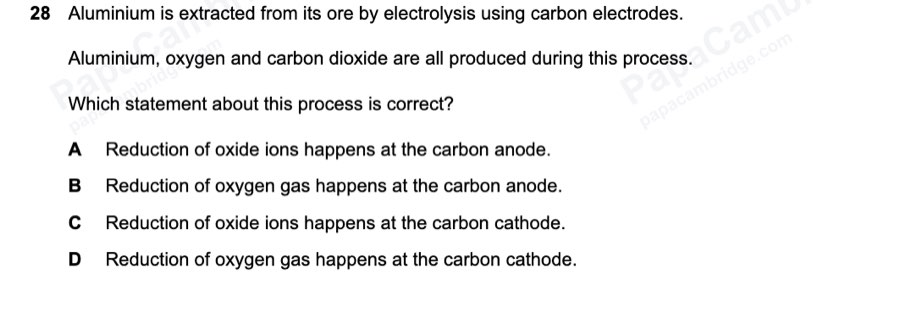 28 Aluminium is extracted from its ore by electrolysis using carbon electrodes.
Aluminium, oxygen and carbon dioxide are all produced during this process.
Which statement about this process is correct?
A Reduction of oxide ions happens at the carbon anode.
B Reduction of oxygen gas happens at the carbon anode.
C Reduction of oxide ions happens at the carbon cathode.
D Reduction of oxygen gas happens at the carbon cathode.
PapaCambridge
papacambridge.com